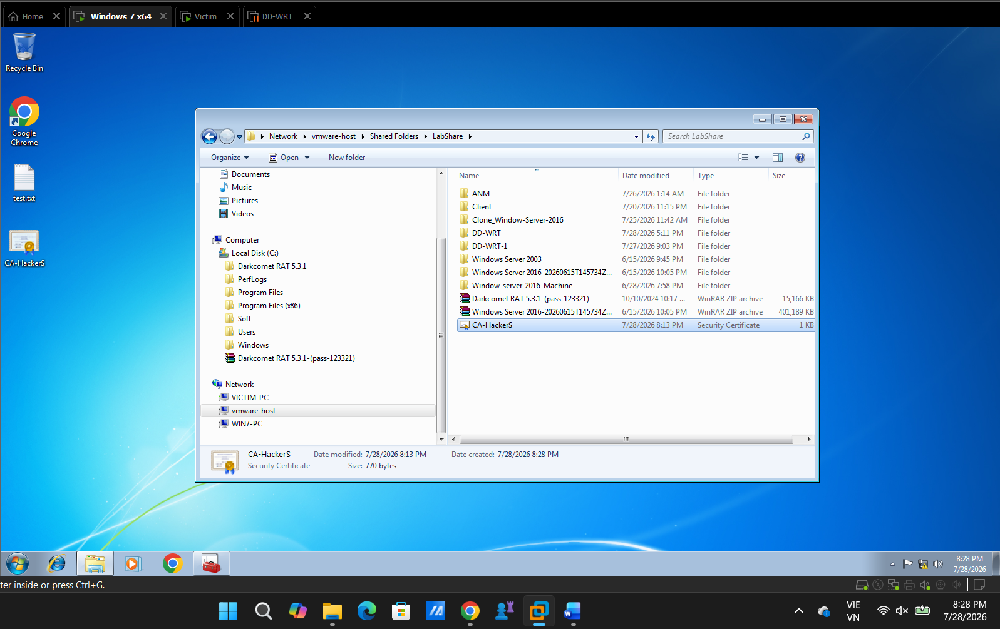 Home
Windows 7 x64
Victim
DD-WRT
Recycle Bin
Google
Chrome
test.txt
CA-HackerS
Network
vmware-host
Shared Folders
LabShare
Search LabShare
Organize
Open
New folder
Documents
Music
Pictures
Videos
Computer
Local Disk (C:)
Darkcomet RAT 5.3.1
PerfLogs
Program Files
Program Files (x86)
Soft
Users
Windows
Darkcomet RAT 5.3.1-(pass-123321)
Network
VICTIM-PC
vmware-host
WIN7-PC
Name Date modified Type Size
ANM 7/26/2026 1:14 AM File folder
Client 7/20/2026 11:15 PM File folder
Clone_Window-Server-2016 7/25/2026 11:42 AM File folder
DD-WRT 7/28/2026 5:11 PM File folder
DD-WRT-1 7/27/2026 9:03 PM File folder
Windows Server 2003 6/15/2026 9:45 PM File folder
Windows Server 2016-20260615T145734Z... 6/15/2026 10:05 PM File folder
Window-server-2016_Machine 6/28/2026 7:58 PM File folder
Darkcomet RAT 5.3.1-(pass-123321) 10/10/2024 10:17 ... WinRAR ZIP archive 15,166 KB
Windows Server 2016-20260615T145734Z... 6/15/2026 10:05 PM WinRAR ZIP archive 401,189 KB
CA-HackerS 7/28/2026 8:13 PM Security Certificate 1 KB
CA-HackerS Date modified: 7/28/2026 8:13 PM Date created: 7/28/2026 8:28 PM
Security Certificate Size: 770 bytes
8:28 PM
7/28/2026
ter inside or press Ctrl+G.
VIE
VN
8:28 PM
7/28/2026